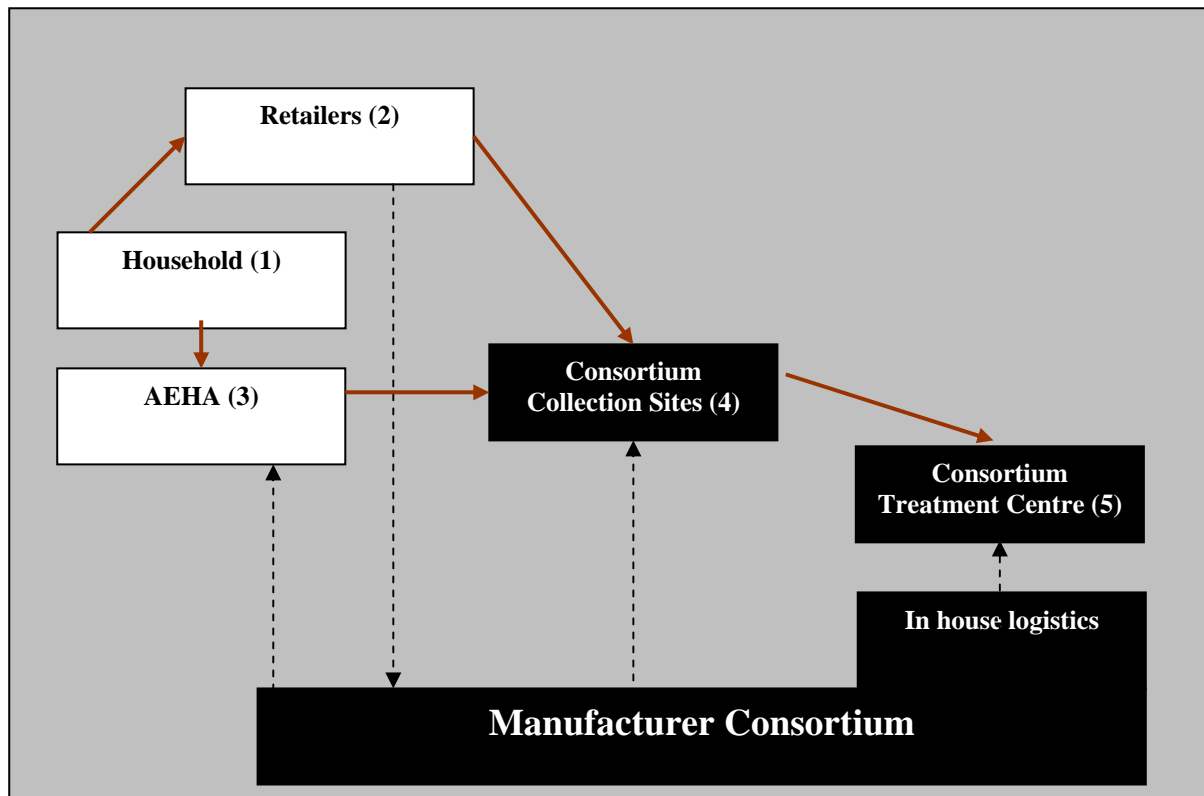 Retailers (2)
Household (1)
AEHA (3)
Consortium
Collection Sites (4)
Consortium
Treatment Centre (5)
In house logistics
Manufacturer Consortium